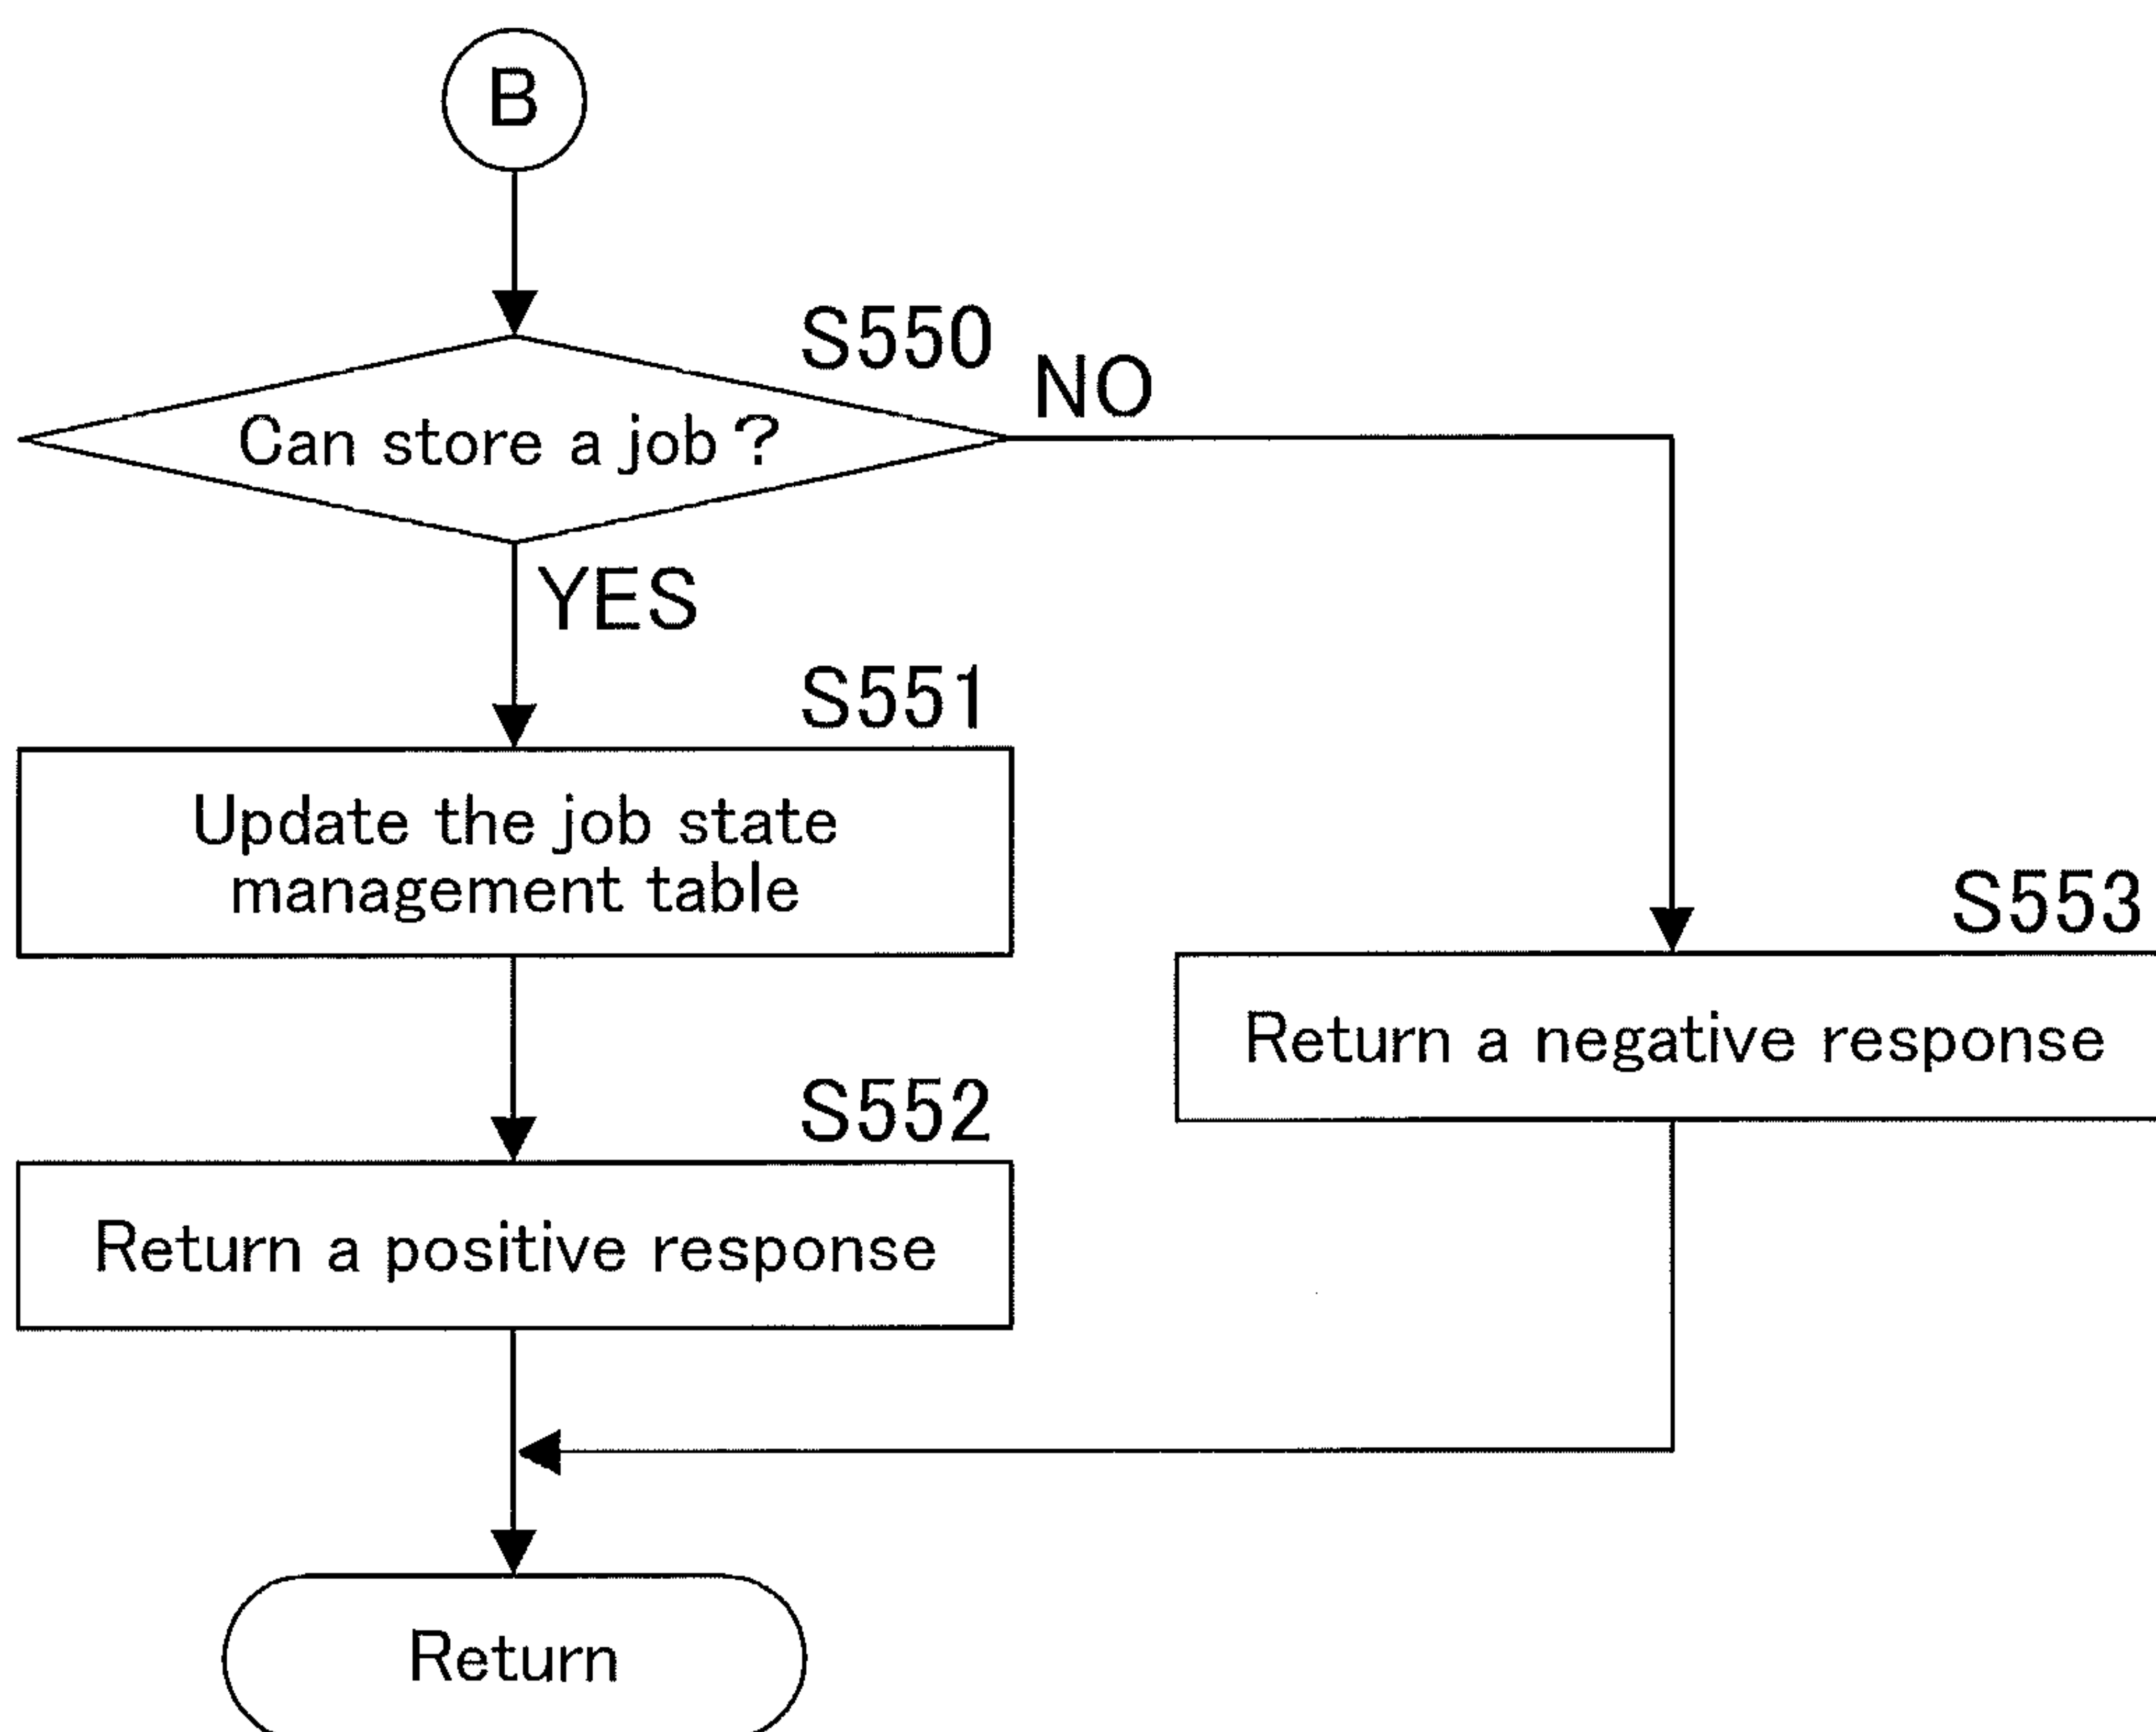 B
S550
NO
Can store a job?
YES
S551
Update the job state
management table
S553
Return a negative response
S552
Return a positive response
Return